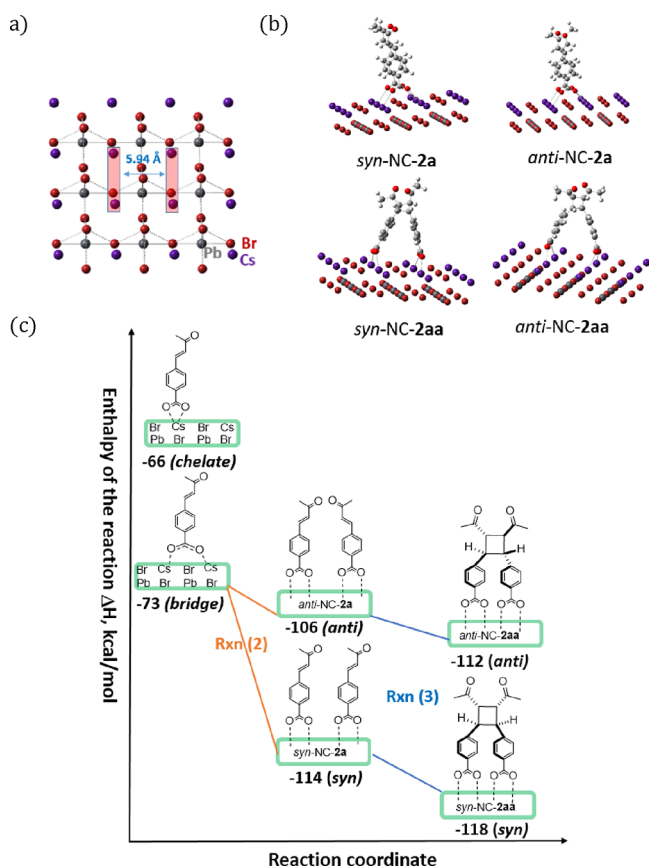 a)
5.94 Å
Br
Pb
Cs
(b)
syn-NC-2a
anti-NC-2a
syn-NC-2aa
anti-NC-2aa
(c)
Enthalpy of the reaction ΔH, kcal/mol
O
O O
Br Cs Br Cs
Pb Br Pb Br
-66 (chelate)
O
O O
Br Cs Br Cs
Pb Br Pb Br
-73 (bridge)
Rxn (2)
O O
O O O O
anti-NC-2a
-106 (anti)
O O
H H
O O O O
anti-NC-2aa
-112 (anti)
O O
O O O O
syn-NC-2a
-114 (syn)
Rxn (3)
O O
H H
O O O O
syn-NC-2aa
-118 (syn)
Reaction coordinate